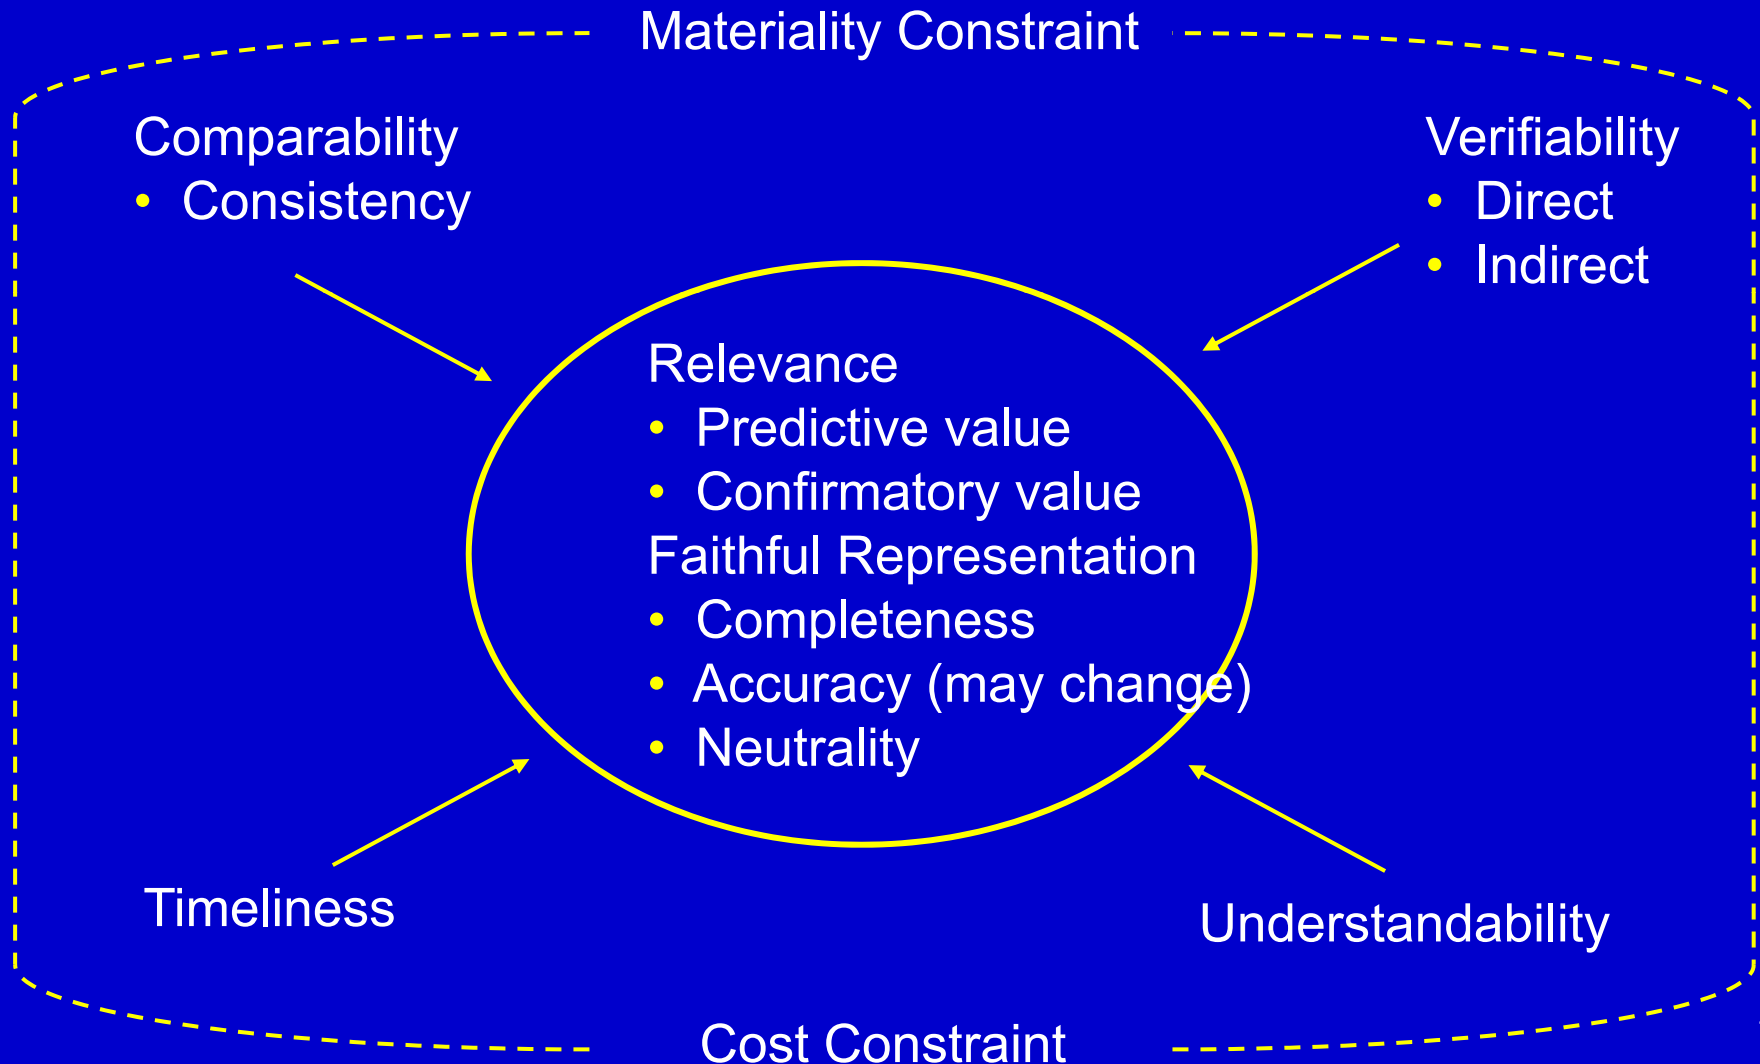 Materiality Constraint
Comparability
• Consistency
Verifiability
• Direct
• Indirect
Relevance
• Predictive value
• Confirmatory value
Faithful Representation
• Completeness
• Accuracy (may change)
• Neutrality
Timeliness
Understandability
Cost Constraint